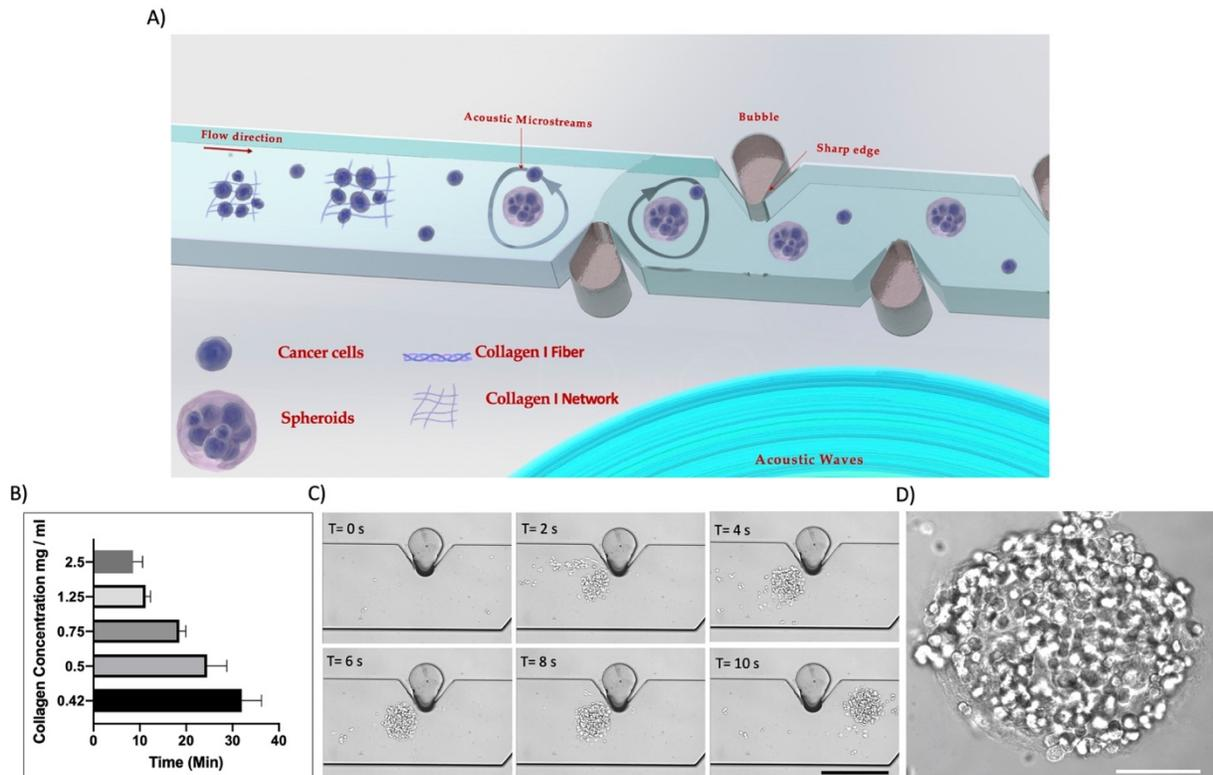 A)
Flow direction
Acoustic Microstreams
Bubble
Sharp edge
Cancer cells
Collagen I Fiber
Spheroids
Collagen I Network
Acoustic Waves
B)
Collagen Concentration mg / ml
2.5
1.25
0.75
0.5
0.42
0 10 20 30 40
Time (Min)
C)
T= 0 s
T= 2 s
T= 4 s
T= 6 s
T= 8 s
T= 10 s
D)